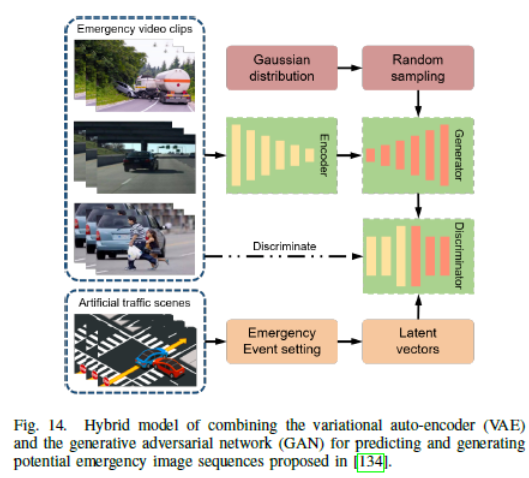 Emergency video clips
Gaussian
distribution
Random
sampling
Encoder
Generator
Discriminate
Discriminator
Artificial traffic scenes
Emergency
Event setting
Latent
vectors
Fig. 14. Hybrid model of combining the variational auto-encoder (VAE)
and the generative adversarial network (GAN) for predicting and generating
potential emergency image sequences proposed in [134].